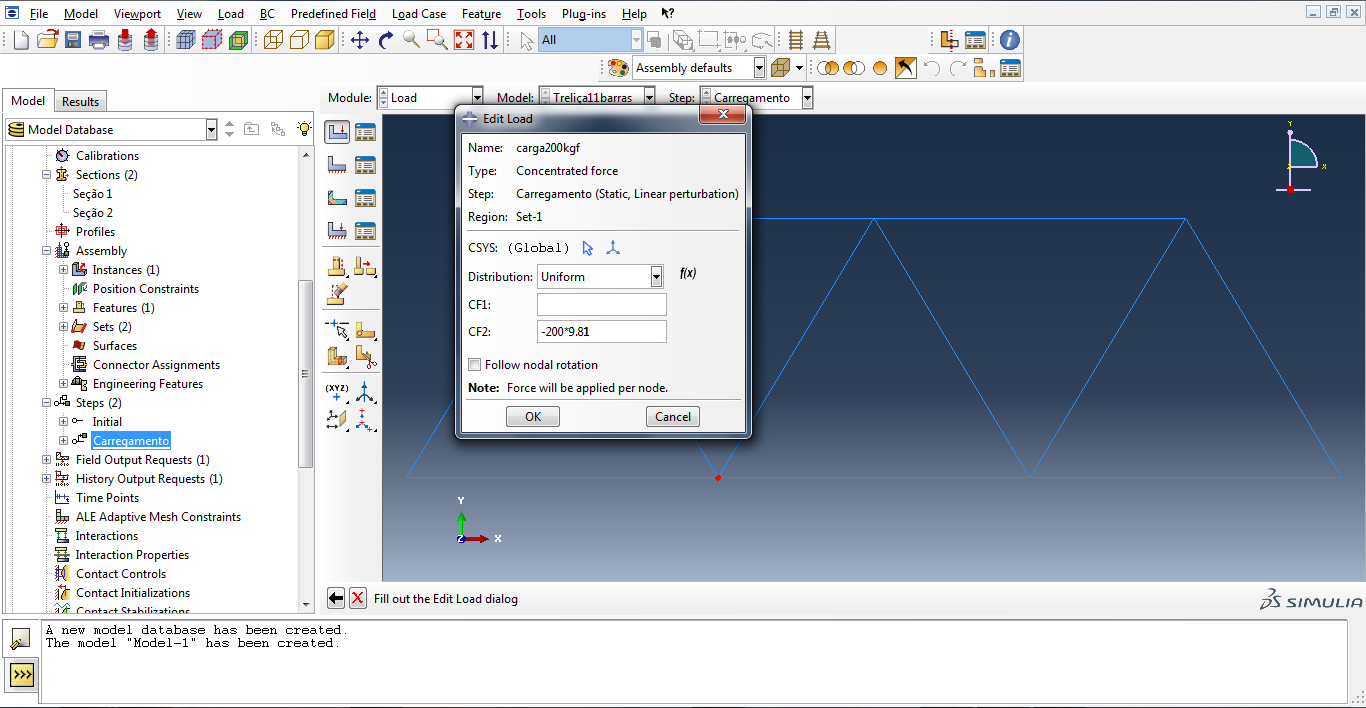 File Model Viewport View Load BC Predefined Field Load Case Feature Tools Plug-ins Help
All
Assembly defaults
Model Results
Module: Load Model: Treliça11barras Step: Carregamento
Model Database
Calibrations
Sections (2)
Seção 1
Seção 2
Profiles
Assembly
Instances (1)
Position Constraints
Features (1)
Sets (2)
Surfaces
Connector Assignments
Engineering Features
Steps (2)
Initial
Carregamento
Field Output Requests (1)
History Output Requests (1)
Time Points
ALE Adaptive Mesh Constraints
Interactions
Interaction Properties
Contact Controls
Contact Initializations
Contact Stabilizations
(XYZ)
Edit Load
Name: carga200kgf
Type: Concentrated force
Step: Carregamento (Static, Linear perturbation)
Region: Set-1
CSYS: (Global)
Distribution: Uniform f(x)
CF1:
CF2: -200*9.81
Follow nodal rotation
Note: Force will be applied per node.
OK Cancel
Y
X
Z
Y
Z X
Fill out the Edit Load dialog
SIMULIA
A new model database has been created.
The model "Model-1" has been created.
>>>